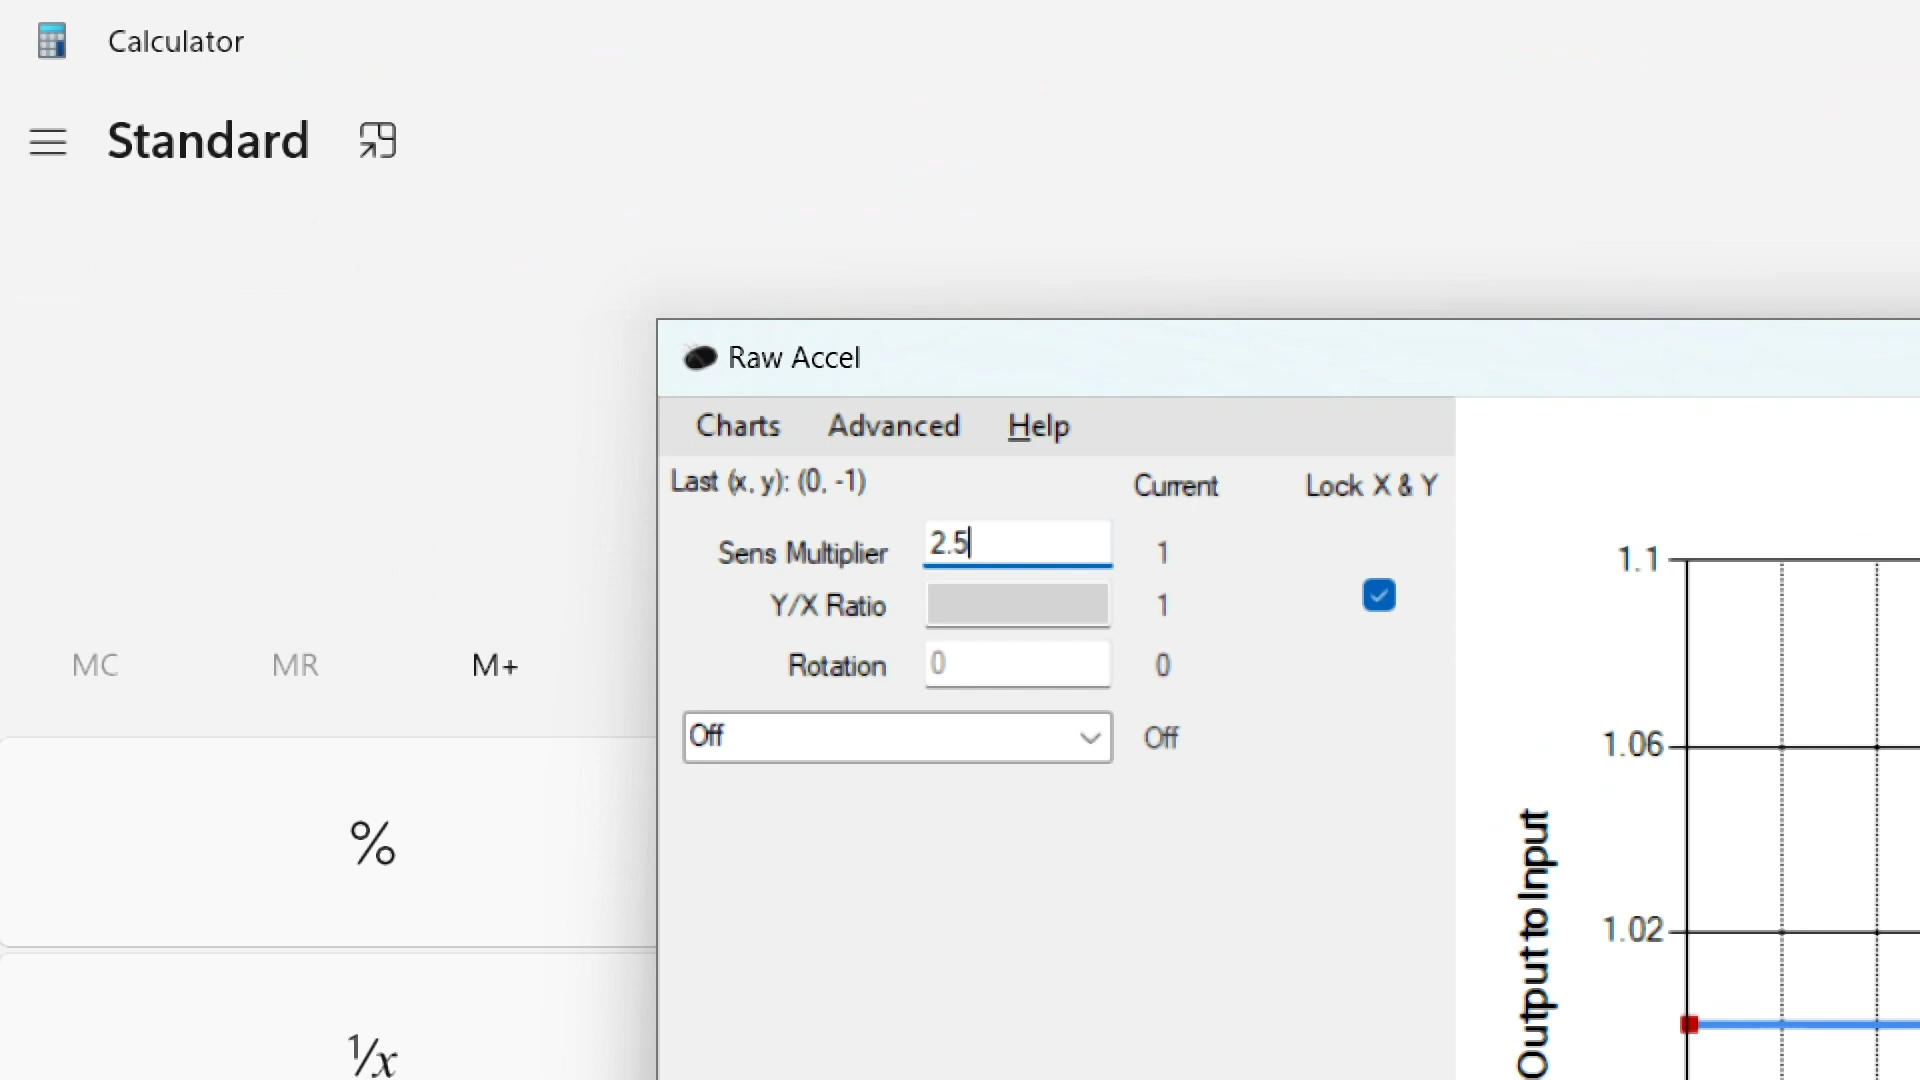 Calculator
Standard
MC MR M+
%
1/x
Raw Accel
Charts Advanced Help
Last (x, y): (0, -1) Current Lock X & Y
Sens Multiplier 2.5 1
Y/X Ratio 1
Rotation 0 0
Off Off
1.1
1.06
1.02
Output to Input